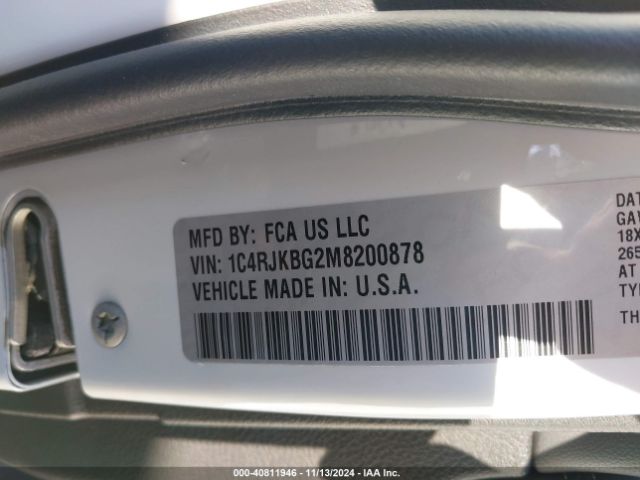 MFD BY: FCA US LLC
VIN: 1C4RJKBG2M8200878
VEHICLE MADE IN: U.S.A.
DAT
GAV
18X
265
AT
TYP
TH
000-40811946 - 11/13/2024 - IAA Inc.